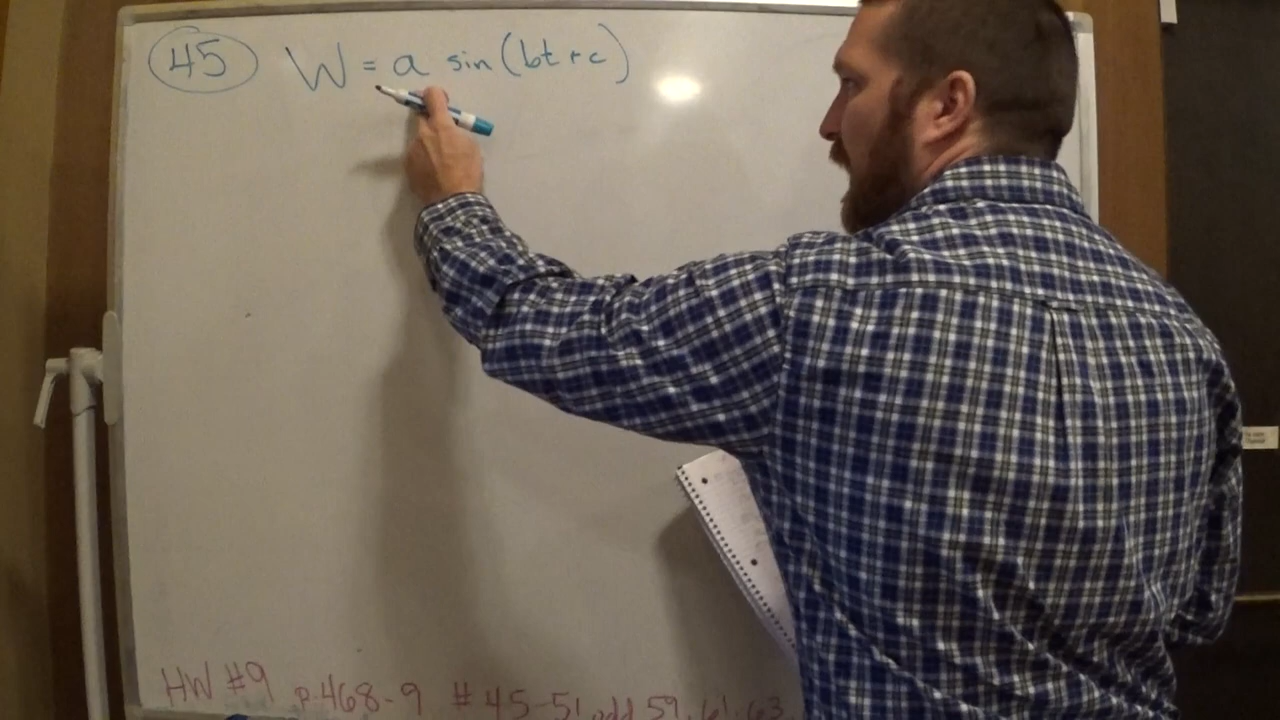 45 W = a sin(bt+c)
HW #9 p.468-9 #45-51 odd 59, 61, 63